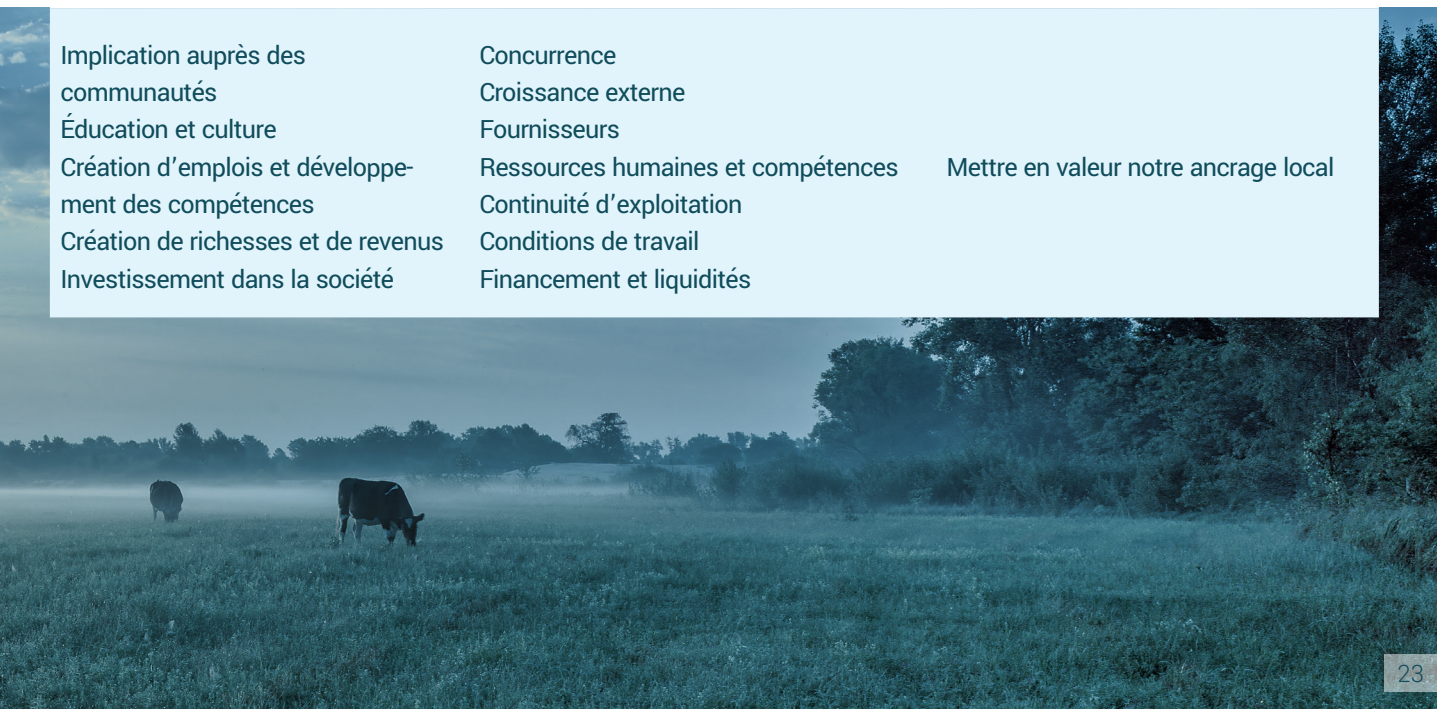 Implication auprès des
communautés
Éducation et culture
Création d'emplois et développe-
ment des compétences
Création de richesses et de revenus
Investissement dans la société
Concurrence
Croissance externe
Fournisseurs
Ressources humaines et compétences
Continuité d'exploitation
Conditions de travail
Financement et liquidités
Mettre en valeur notre ancrage local
23